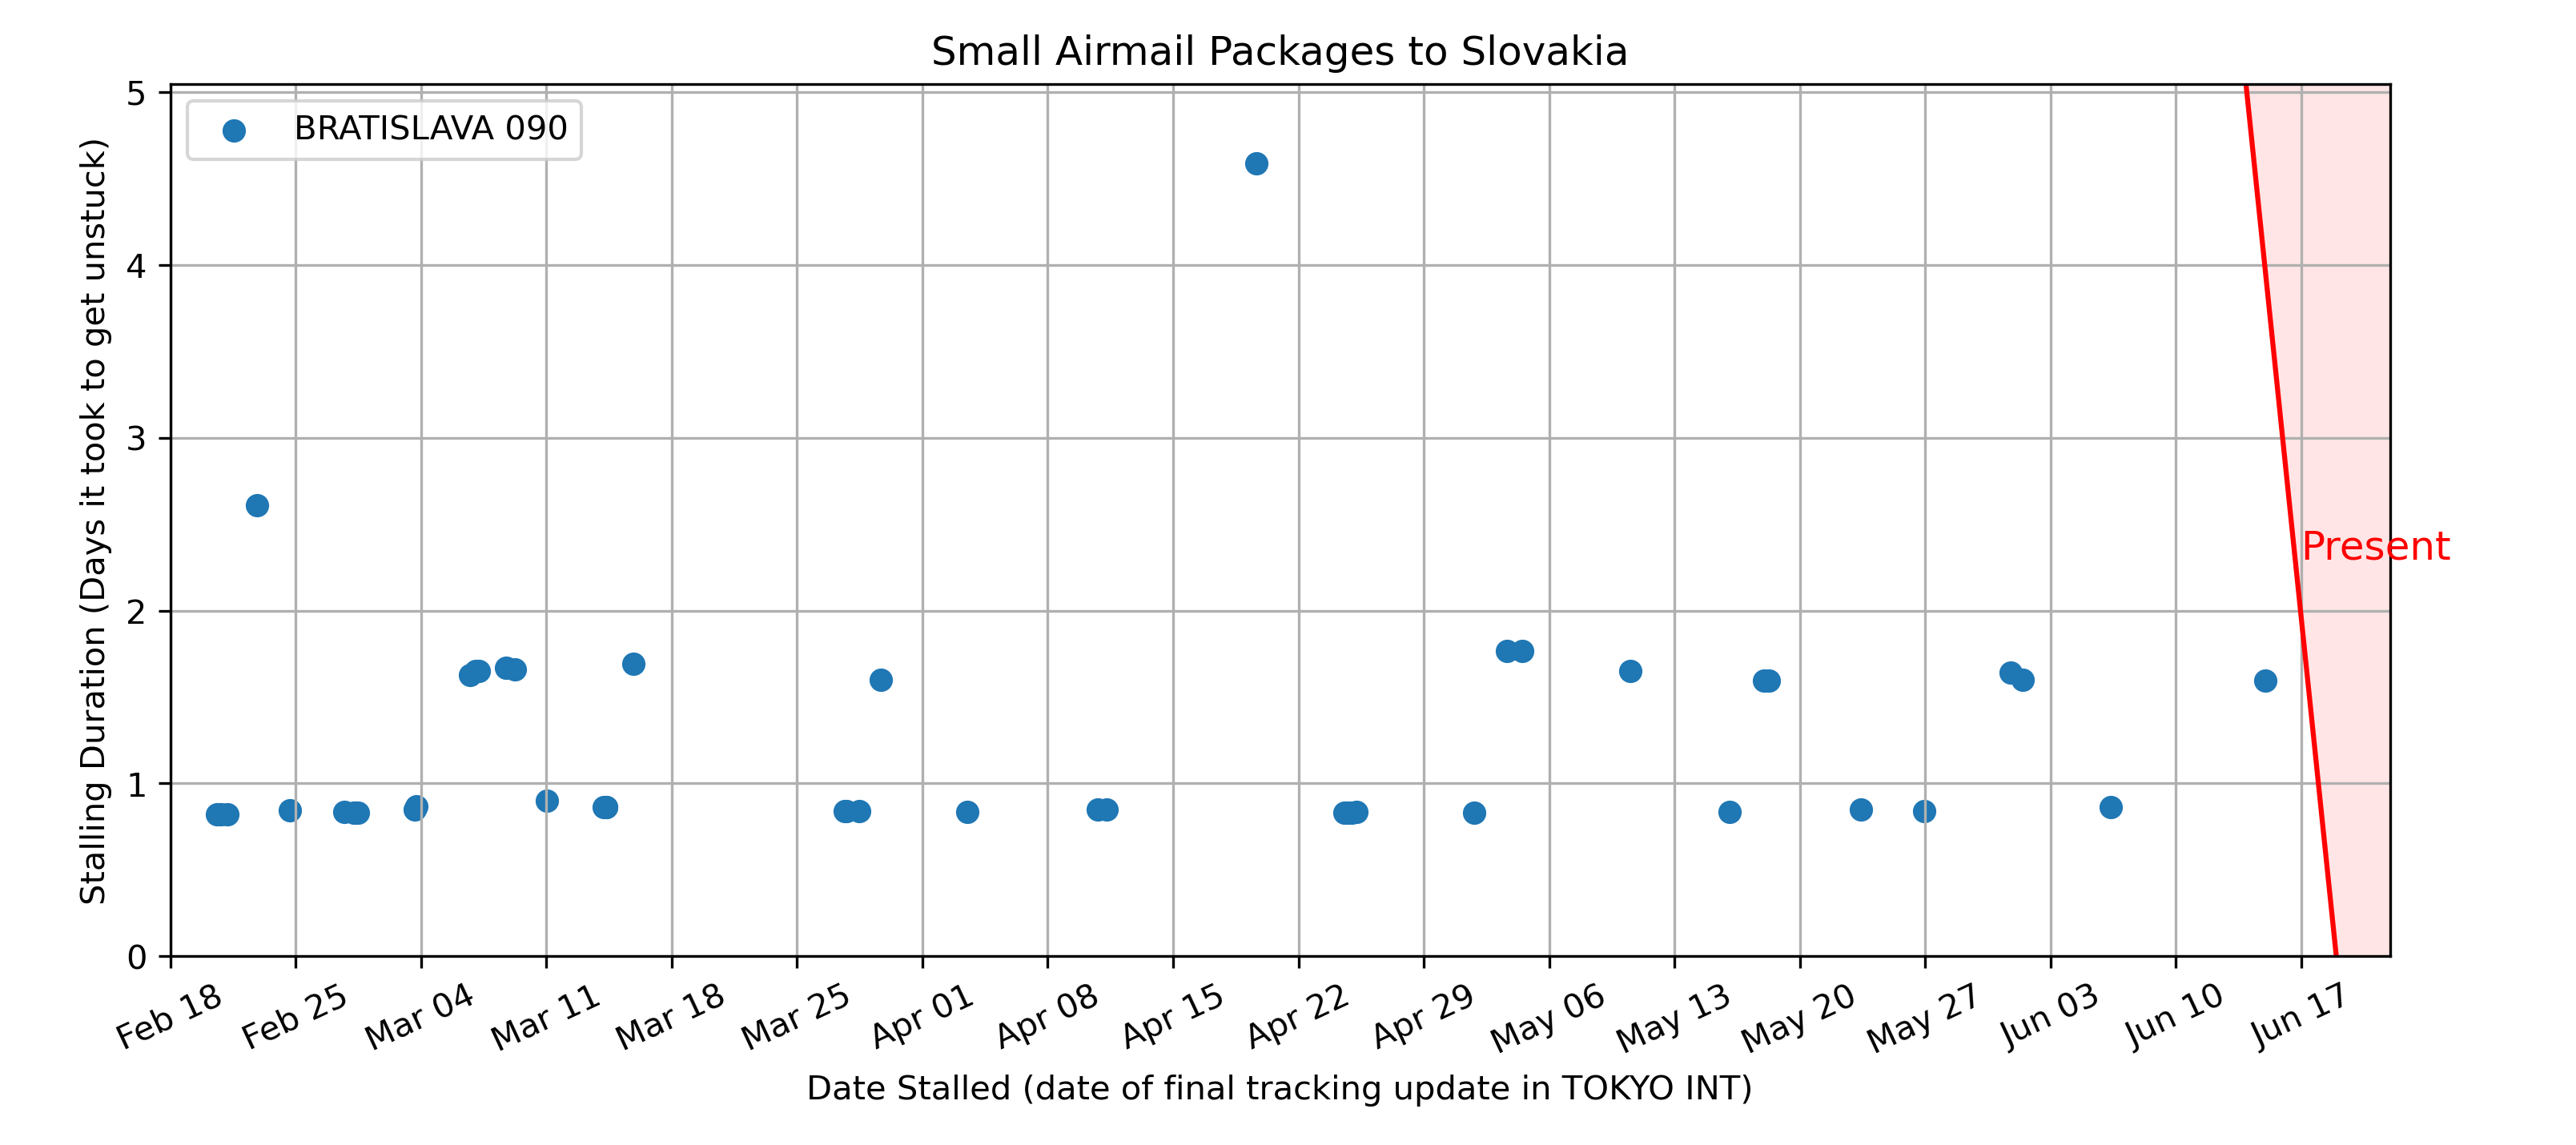 Small Airmail Packages to Slovakia
BRATISLAVA 090
Stalling Duration (Days it took to get unstuck)
5
4
3
2
1
0
Present
Feb 18
Feb 25
Mar 04
Mar 11
Mar 18
Mar 25
Apr 01
Apr 08
Apr 15
Apr 22
Apr 29
May 06
May 13
May 20
May 27
Jun 03
Jun 10
Jun 17
Date Stalled (date of final tracking update in TOKYO INT)